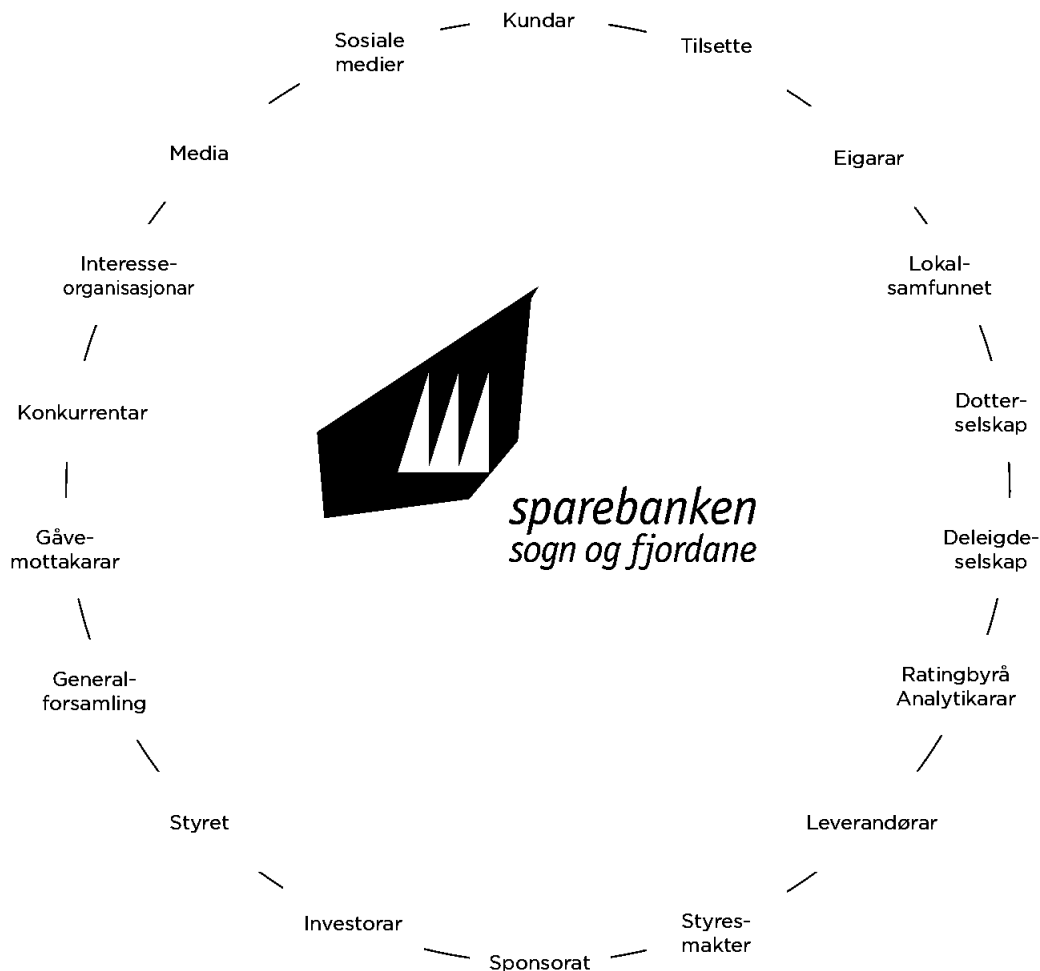 Kundar
Tilsette
Eigarar
Lokal-
samfunnet
Dotter-
selskap
Deleigde-
selskap
Ratingbyrå
Analytikarar
Leverandørar
Styres-
makter
Sponsorat
Investorar
Styret
General-
forsamling
Gåve-
mottakarar
Konkurrentar
Interesse-
organisasjonar
Media
Sosiale
medier
sparebanken
sogn og fjordane